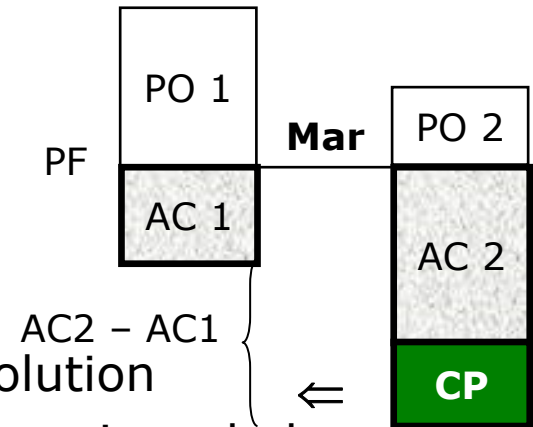 PO 1
Mar
PO 2
PF
AC 1
AC 2
AC2 – AC1
olution
⇐
CP